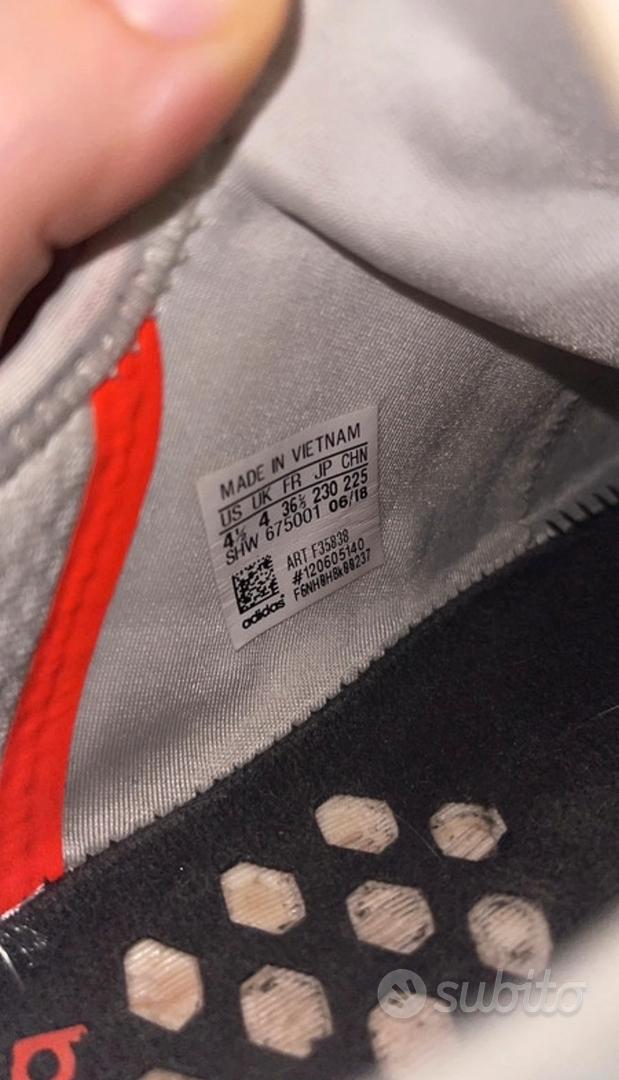 MADE IN VIETNAM
US UK FR JP CHN
4½ 4 36⅔ 230 225
SHW 675001 06/18
ART F35838
#120605140
adidas
subito